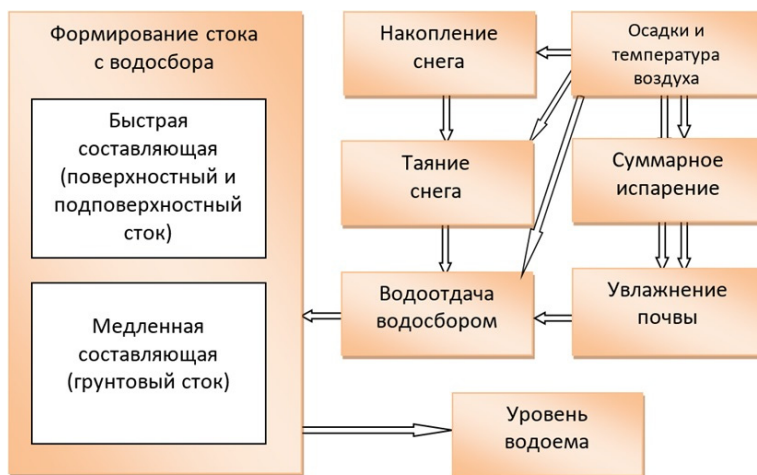 Формирование стока
с водосбора
Быстрая
составляющая
(поверхностный и
подповерхностный
сток)
Медленная
составляющая
(грунтовый сток)
Накопление
снега
Осадки и
температура
воздуха
Таяние
снега
Суммарное
испарение
Водоотдача
водосбором
Увлажнение
почвы
Уровень
водоема